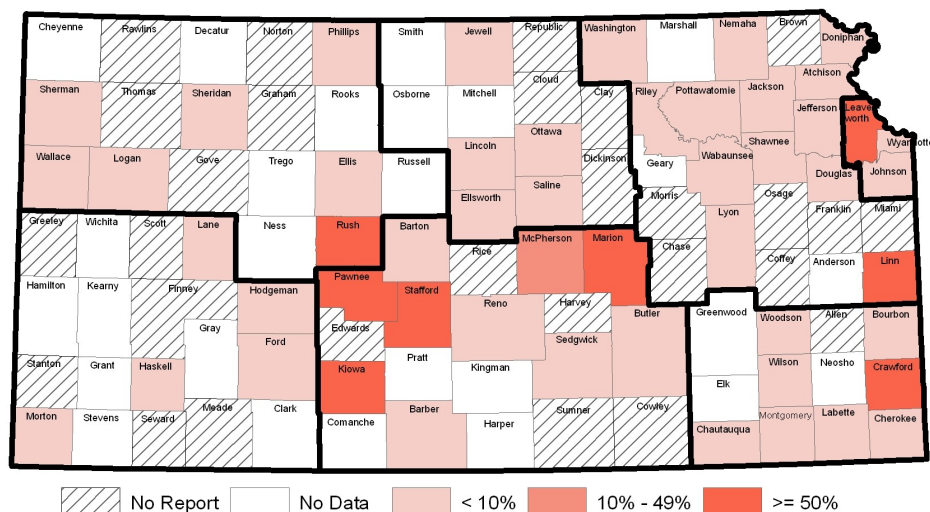 Cheyenne Rawlins Decatur Norton Phillips Smith Jewell Republic Washington Marshall Nemaha Brown
Doniphan
Atchison
Cloud
Sherman Thomas Sheridan Graham Rooks Osborne Mitchell Clay Riley Pottawatomie Jackson
Jefferson Leave
worth
Ottawa
Lincoln
Shawnee Wyandotte
Wallace Logan Gove Trego Ellis Russell Dickinson Geary Wabaunsee
Saline
Ellsworth
Douglas Johnson
Morris Osage
Greeley Wichita Scott Lane Ness Rush Barton Lyon Franklin Miami
Rice McPherson Marion Chase
Coffey Anderson Linn
Pawnee
Hamilton Kearny Finney Hodgeman Stafford
Reno Harvey
Butler Greenwood Woodson Allen Bourbon
Gray Edwards
Ford Sedgwick
Stanton Grant Haskell Kiowa Pratt Kingman Wilson Neosho Crawford
Elk
Morton Stevens Seward Meade Clark Comanche Barber Harper Sumner Cowley
Chautauqua Montgomery Labette Cherokee
No Report No Data < 10% 10% - 49% >= 50%